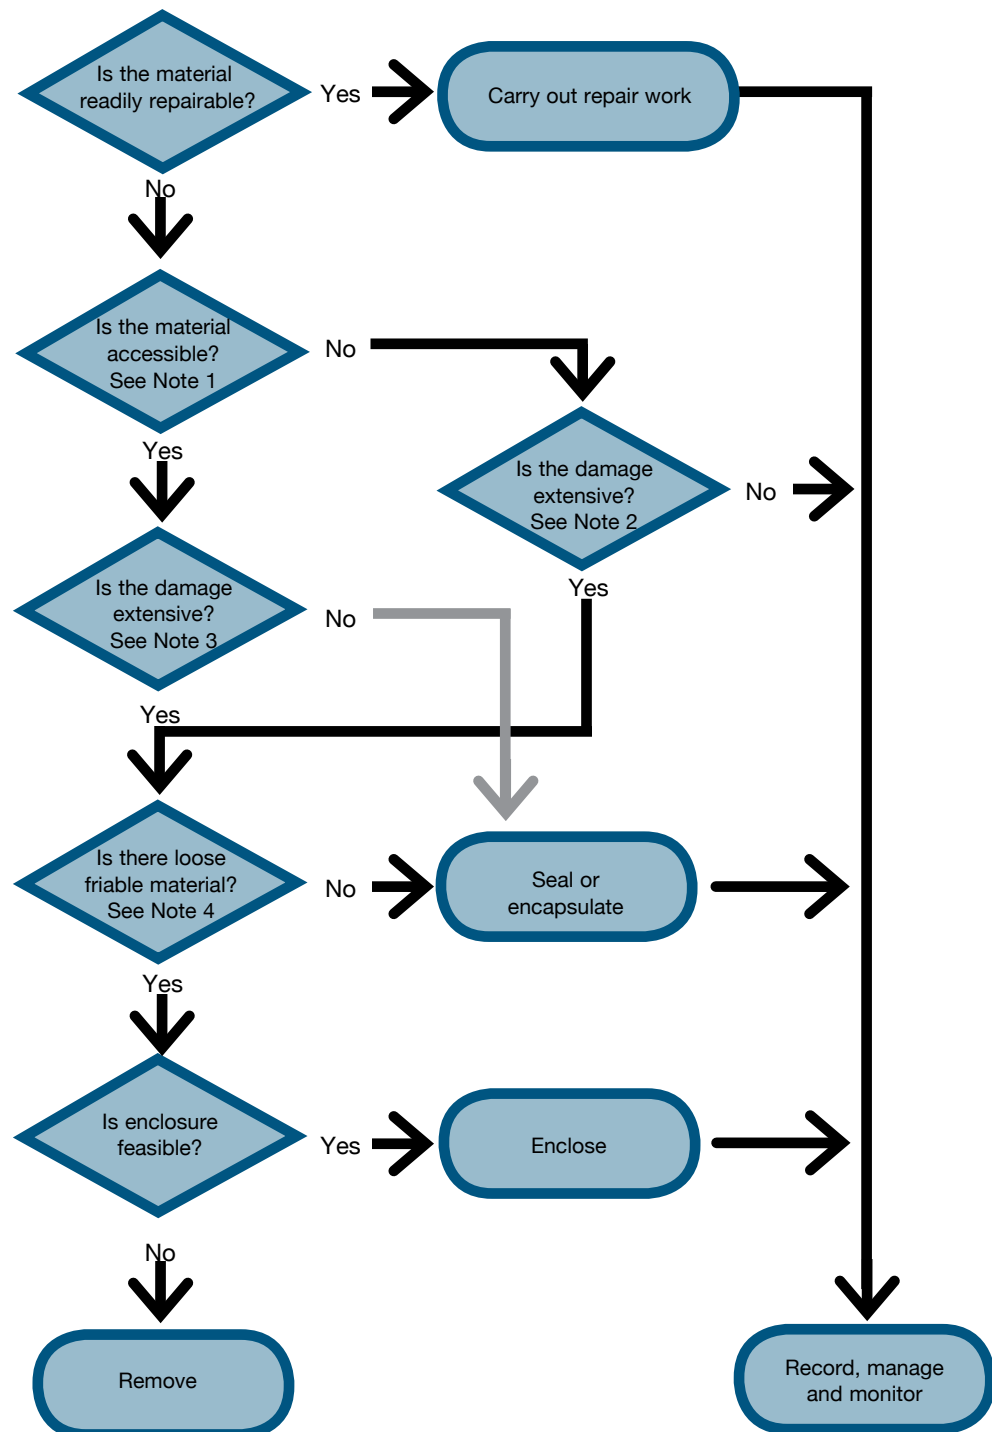 Is the material
readily repairable?
Yes
Carry out repair work
No
Is the material
accessible?
See Note 1
No
Yes
Is the damage
extensive?
See Note 2
No
Yes
Is the damage
extensive?
See Note 3
No
Yes
Is there loose
friable material?
See Note 4
No
Seal or
encapsulate
Yes
Is enclosure
feasible?
Yes
Enclose
No
Remove
Record, manage
and monitor